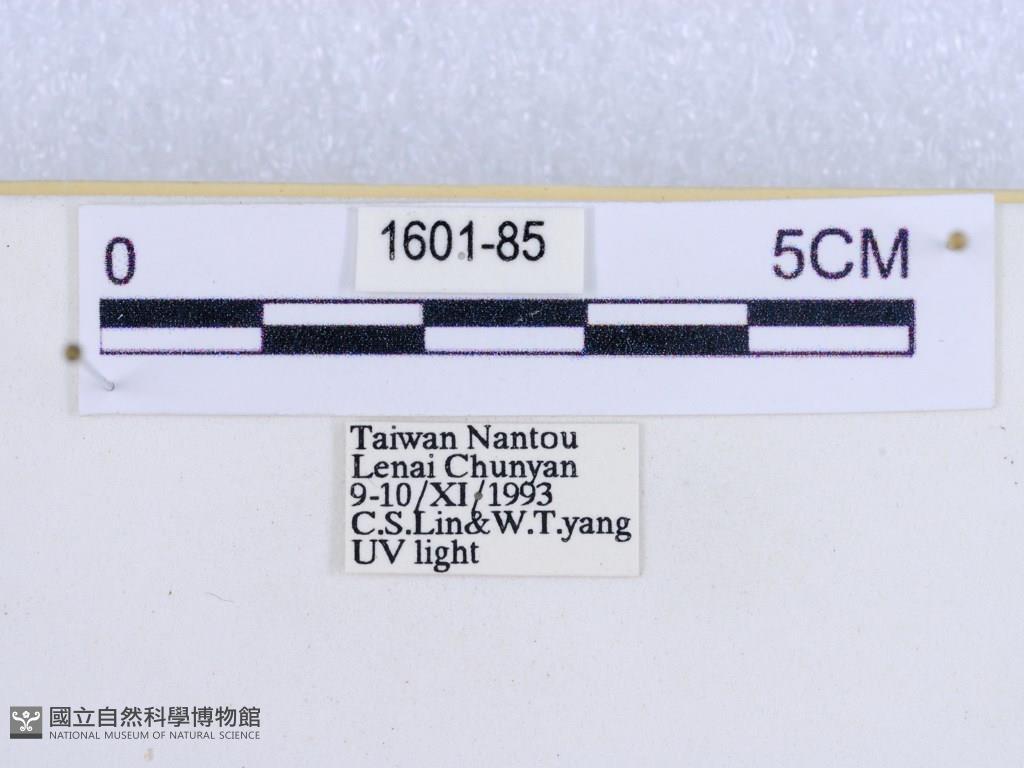 0
1601-85
5CM
Taiwan Nantou
Lenai Chunyan
9-10/XI/1993
C.S.Lin&W.T.yang
UV light
國立自然科學博物館
NATIONAL MUSEUM OF NATURAL SCIENCE